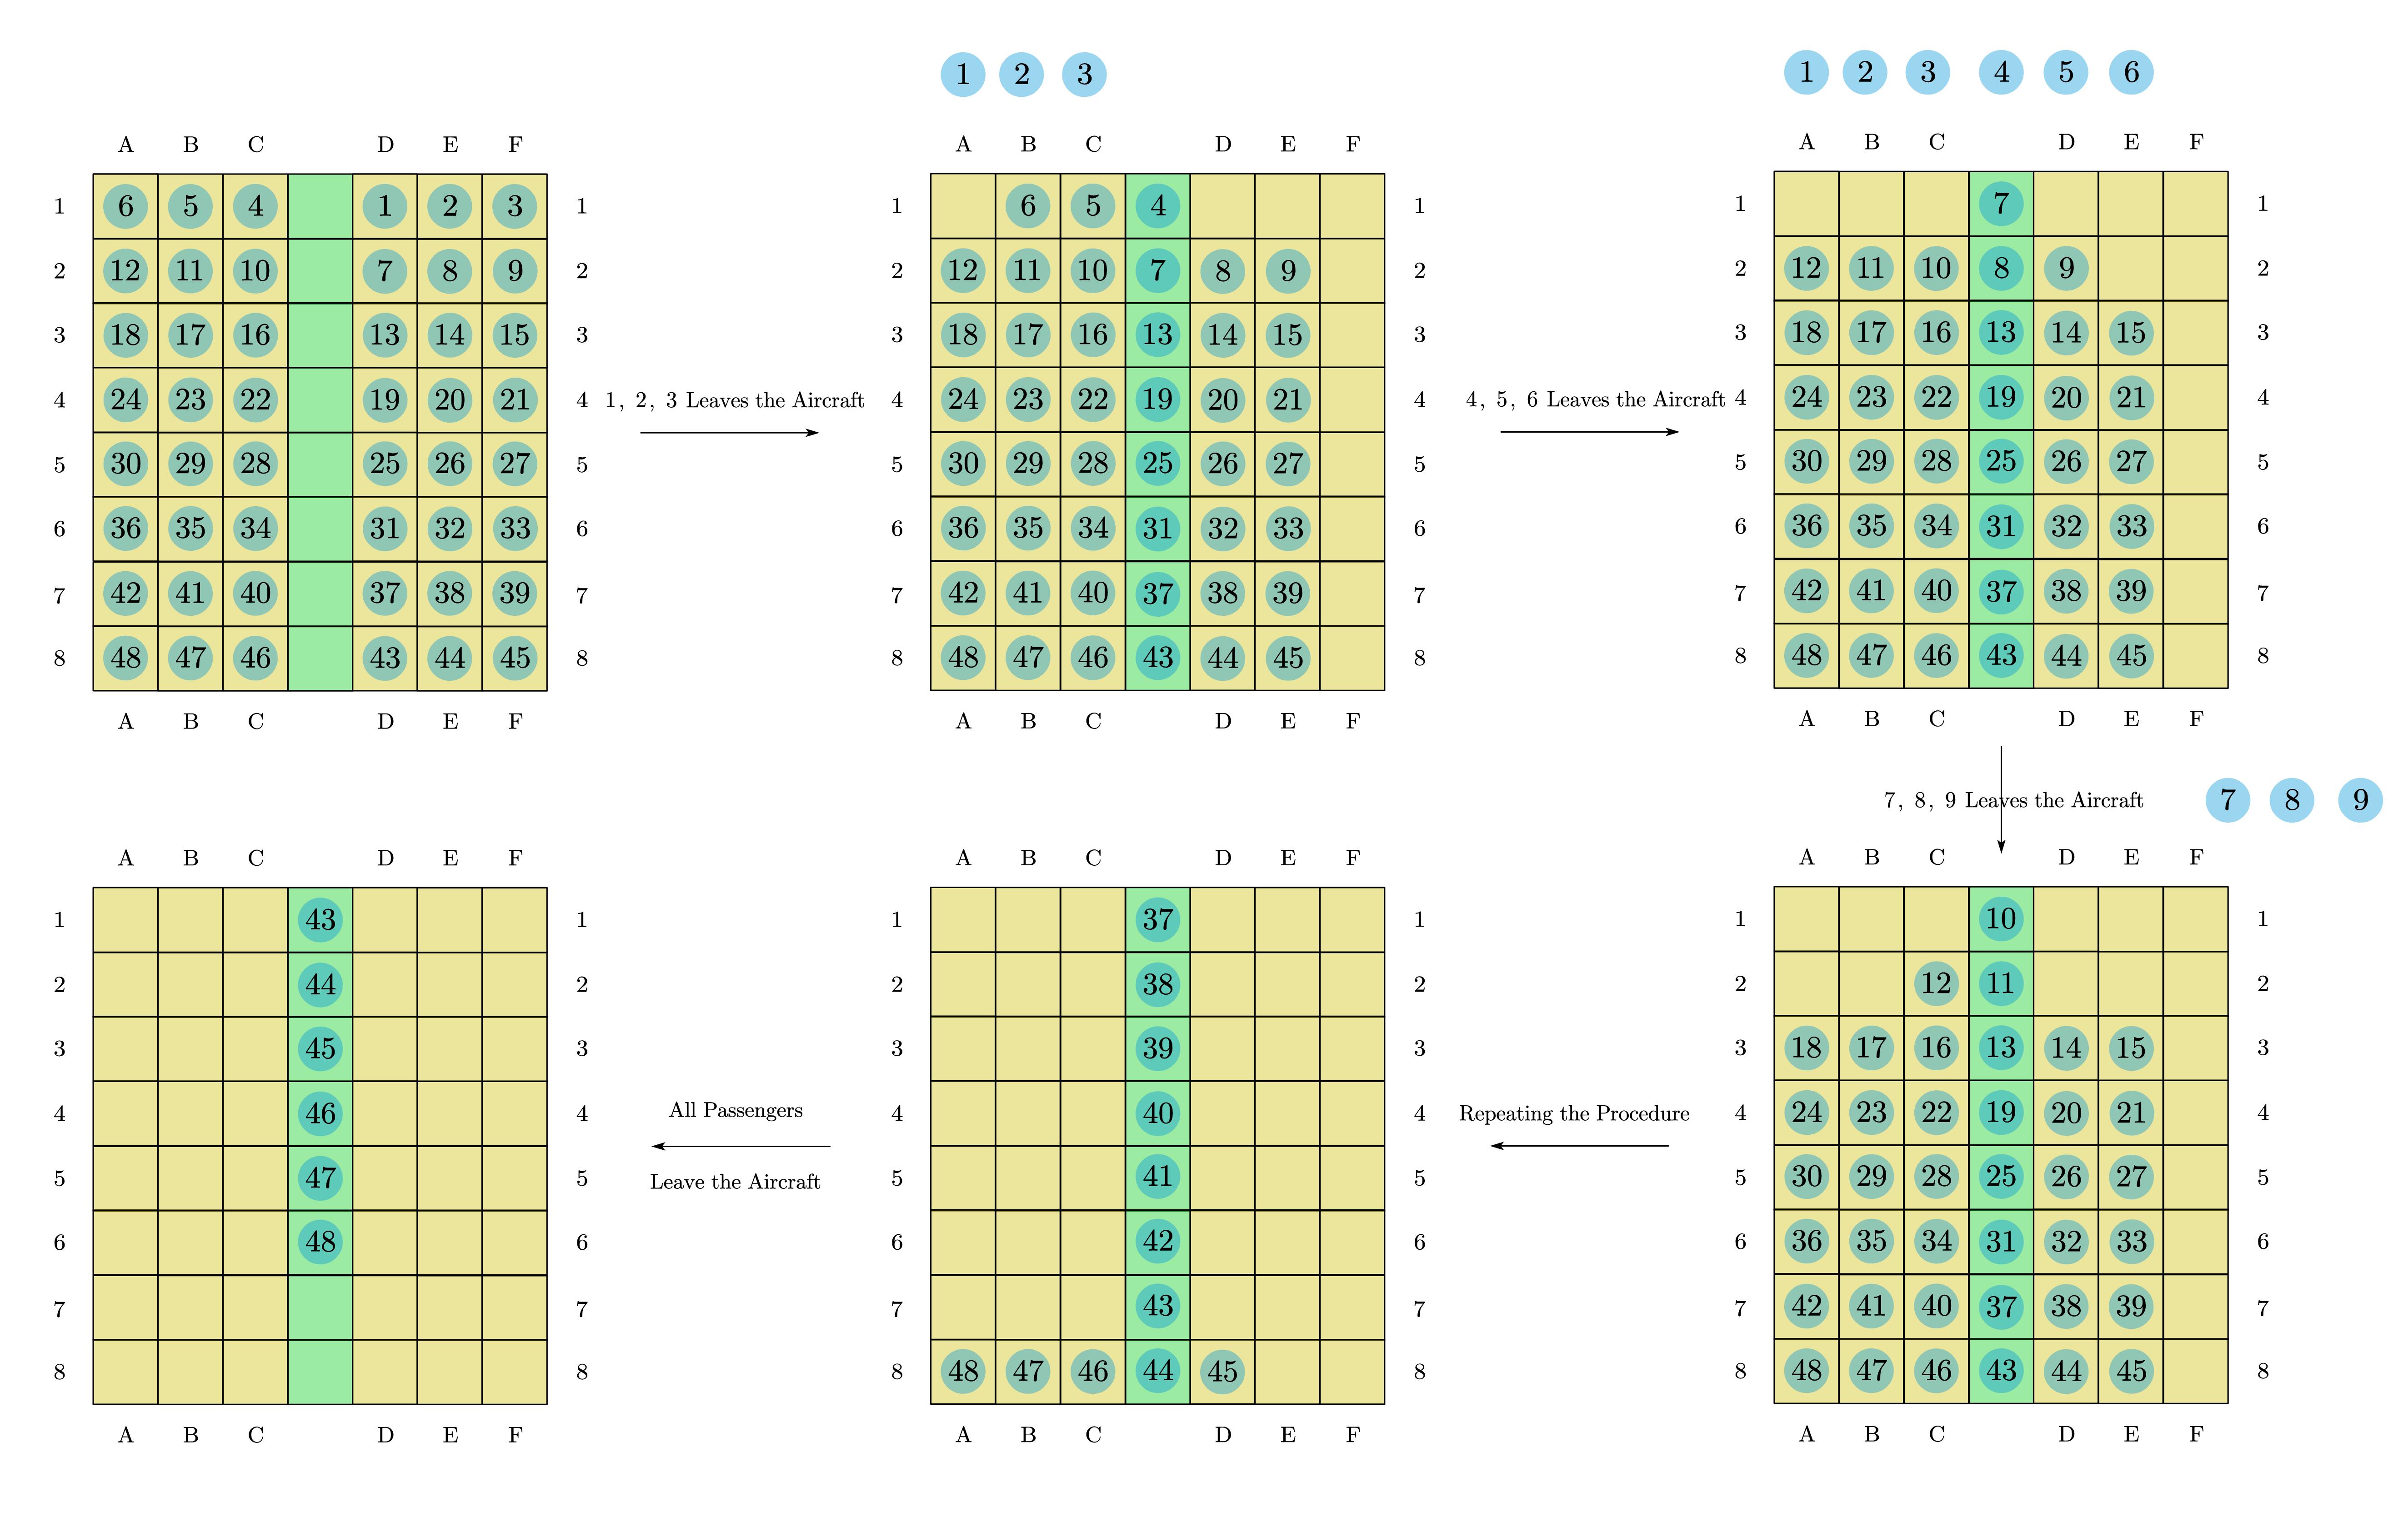 1 2 3
1 2 3 4 5 6
A B C D E F
A B C D E F
A B C D E F
1 6 5 4 1 2 3 1
1 6 5 4 1
1 7 1
2 12 11 10 7 8 9 2
2 12 11 10 7 8 9 2
2 12 11 10 8 9 2
3 18 17 16 13 14 15 3
3 18 17 16 13 14 15 3
3 18 17 16 13 14 15 3
4 24 23 22 19 20 21 4
1, 2, 3 Leaves the Aircraft
4 24 23 22 19 20 21 4
4, 5, 6 Leaves the Aircraft
4 24 23 22 19 20 21 4
5 30 29 28 25 26 27 5
5 30 29 28 25 26 27 5
5 30 29 28 25 26 27 5
6 36 35 34 31 32 33 6
6 36 35 34 31 32 33 6
6 36 35 34 31 32 33 6
7 42 41 40 37 38 39 7
7 42 41 40 37 38 39 7
7 42 41 40 37 38 39 7
8 48 47 46 43 44 45 8
8 48 47 46 43 44 45 8
8 48 47 46 43 44 45 8
A B C D E F
A B C D E F
A B C D E F
7, 8, 9 Leaves the Aircraft
7 8 9
A B C D E F
A B C D E F
A B C D E F
1 43 1
1 37 1
1 10 1
2 44 2
2 38 2
2 12 11 2
3 45 3
3 39 3
3 18 17 16 13 14 15 3
4 46 4
All Passengers
Leave the Aircraft
4 40 4
Repeating the Procedure
4 24 23 22 19 20 21 4
5 47 5
5 41 5
5 30 29 28 25 26 27 5
6 48 6
6 42 6
6 36 35 34 31 32 33 6
7 7
7 43 7
7 42 41 40 37 38 39 7
8 8
8 48 47 46 44 45 8
8 48 47 46 43 44 45 8
A B C D E F
A B C D E F
A B C D E F